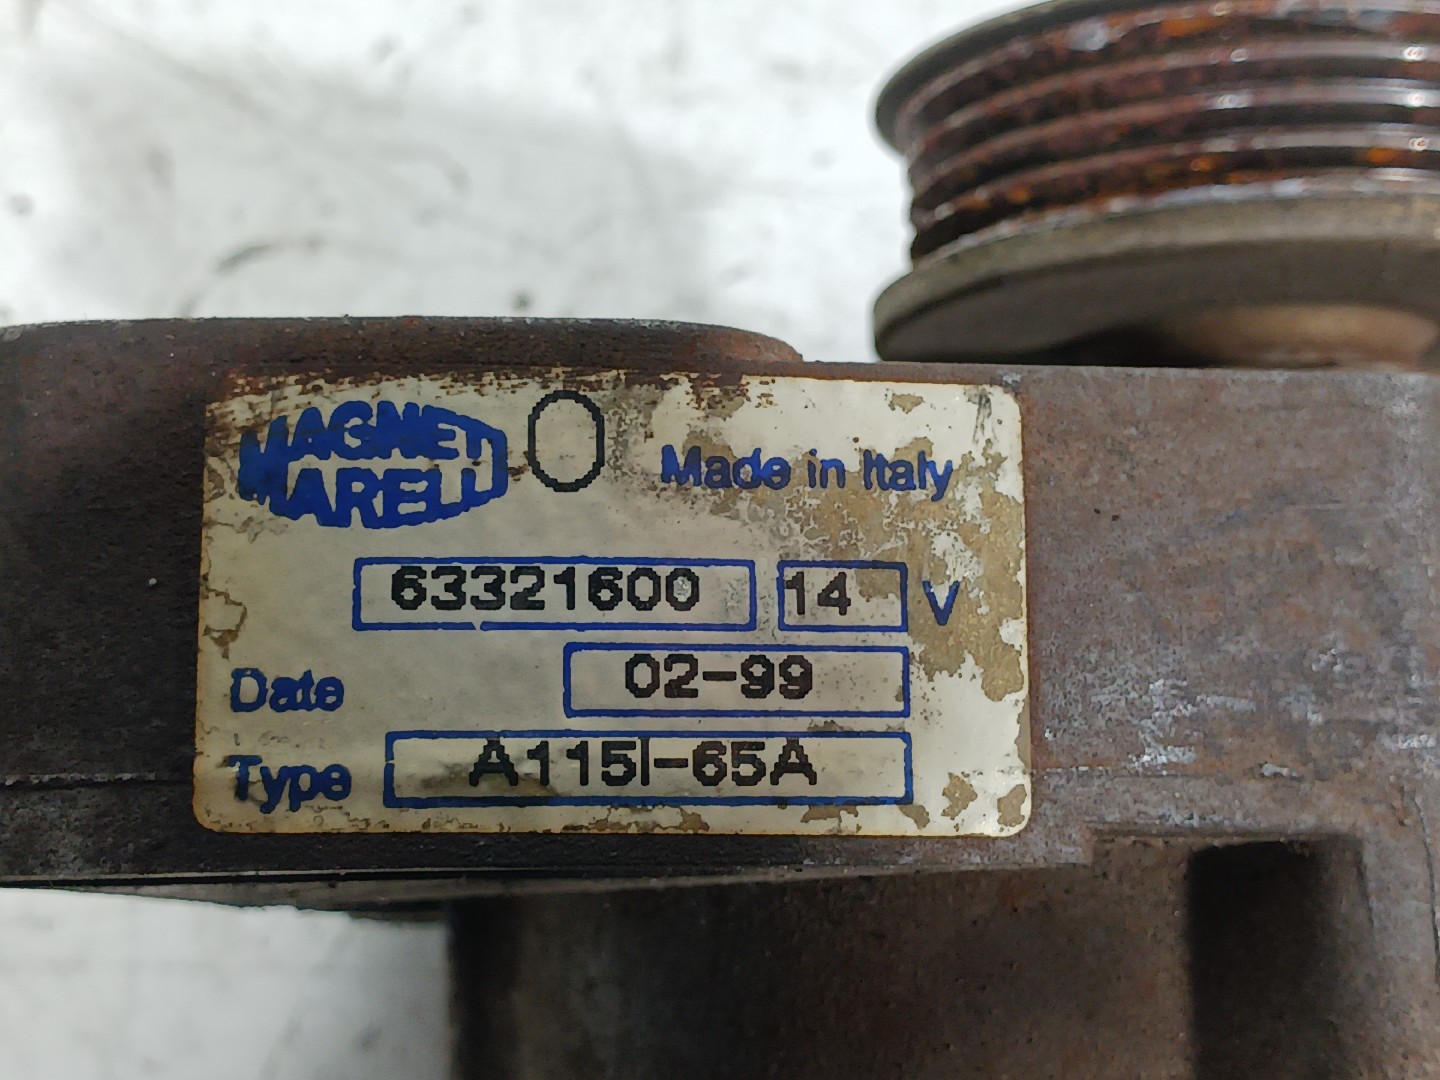 MAGNETI O Made in Italy
MARELLI
63321600 14 V
Date 02-99
Type A115I-65A